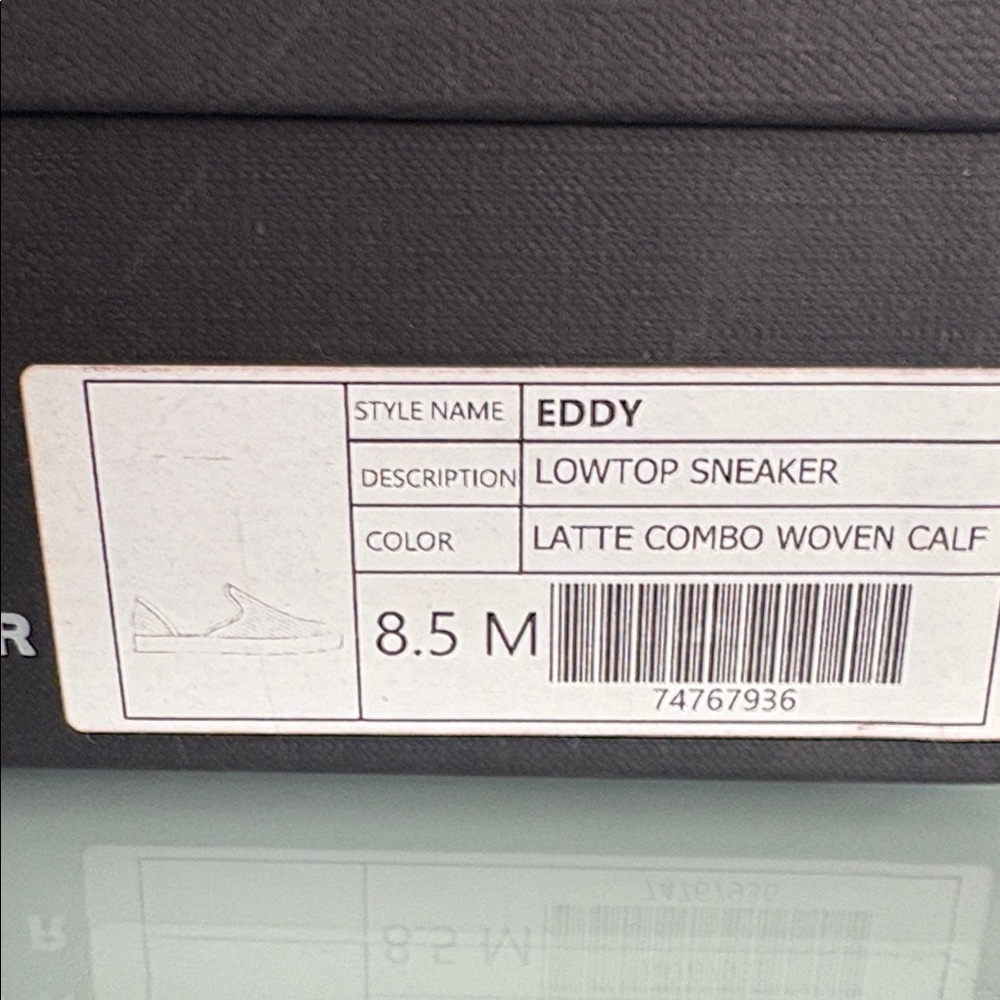 STYLE NAME EDDY
DESCRIPTION LOWTOP SNEAKER
COLOR LATTE COMBO WOVEN CALF
R
8.5 M
74767936